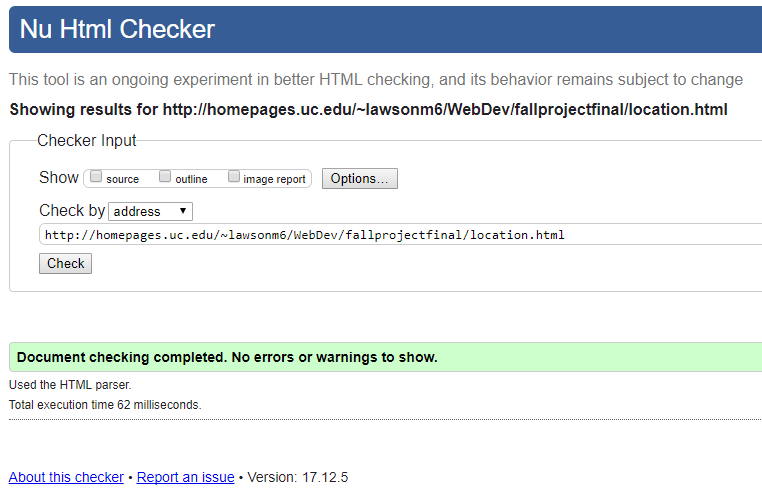 Nu Html Checker
This tool is an ongoing experiment in better HTML checking, and its behavior remains subject to change
Showing results for http://homepages.uc.edu/~lawsonm6/WebDev/fallprojectfinal/location.html
Checker Input
Show source outline image report Options...
Check by address
http://homepages.uc.edu/~lawsonm6/WebDev/fallprojectfinal/location.html
Check
Document checking completed. No errors or warnings to show.
Used the HTML parser.
Total execution time 62 milliseconds.
About this checker • Report an issue • Version: 17.12.5